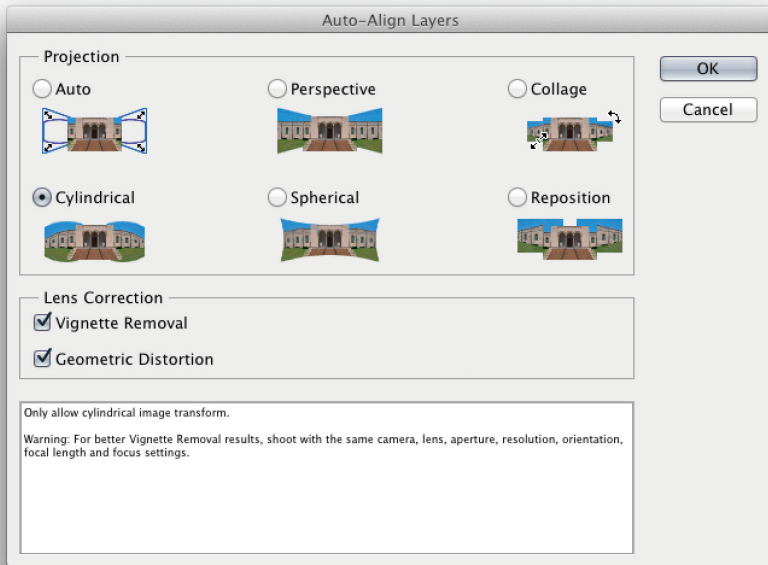 Auto-Align Layers
Projection
Auto
Perspective
Collage
OK
Cancel
Cylindrical
Spherical
Reposition
Lens Correction
Vignette Removal
Geometric Distortion
Only allow cylindrical image transform.
Warning: For better Vignette Removal results, shoot with the same camera, lens, aperture, resolution, orientation,
focal length and focus settings.